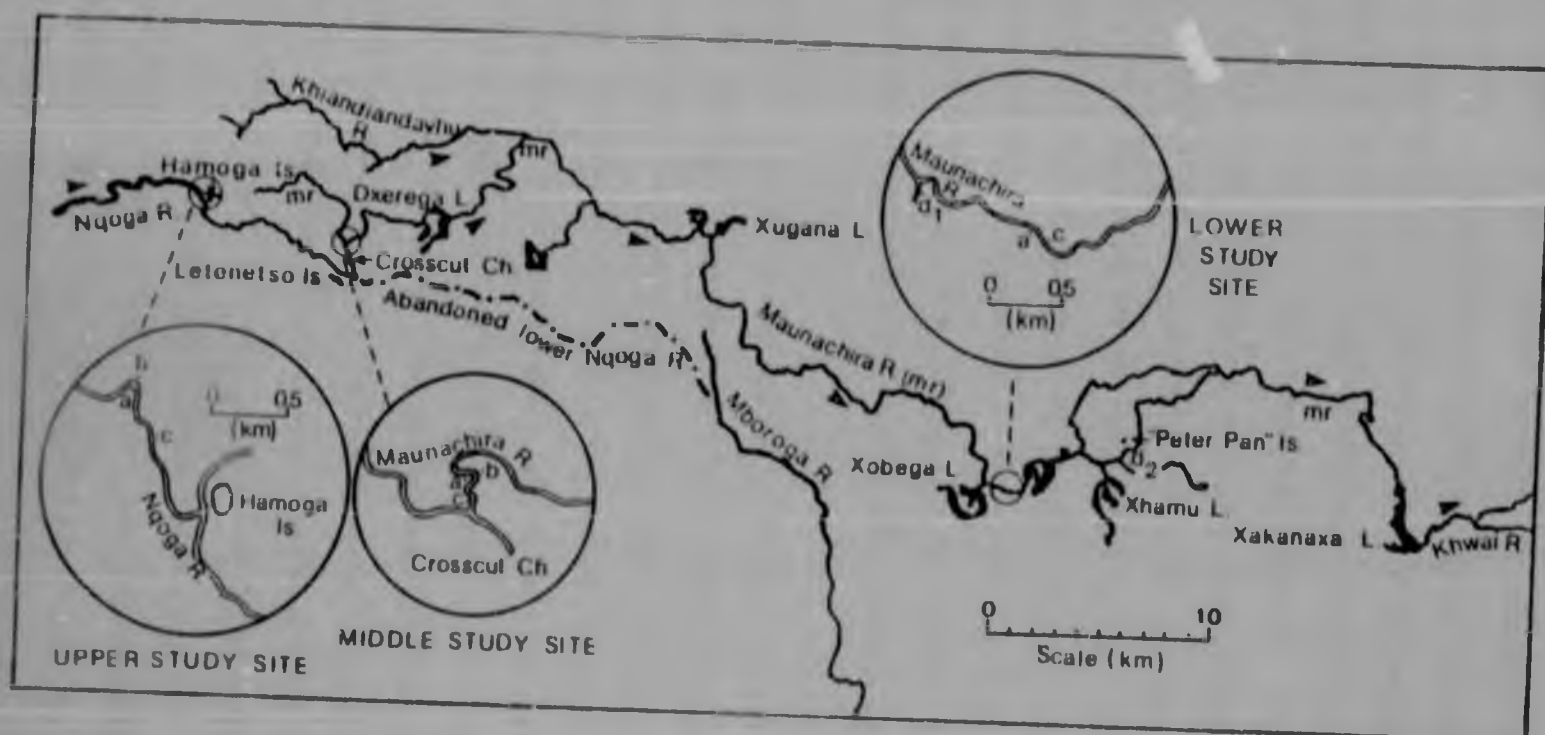 Khiandiandavhu
R
mr
Hamoga Is
mr
Dxerega L
Nqoga R
Xugana L
Crosscut Ch
Letonetso Is
Abandoned lower Nqoga R
Maunachira R (mr)
Mboroga R
Xobega L
"Peter Pan" Is
d2
Xhamu L
mr
Xakanaxa L
Khwai R
Maunachira
R
d1
a
c
0 0.5
(km)
LOWER
STUDY
SITE
b
a
c
0 0.5
(km)
Hamoga
Is
Nqoga R
UPPER STUDY SITE
Maunachira R
b
a
c
Crosscut Ch
MIDDLE STUDY SITE
0 10
Scale (km)